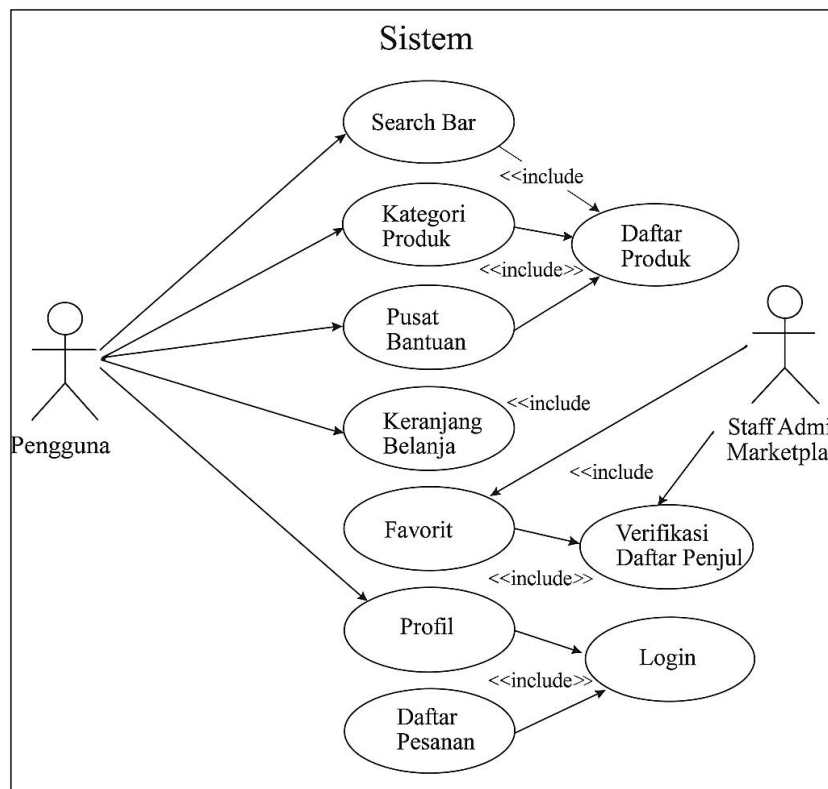 Sistem
Search Bar
<<include
Kategori
Produk
Daftar
Produk
<<include>>
Pusat
Bantuan
Pengguna
Keranjang
Belanja
<<include
Staff Admi
Marketpla
<<include
Favorit
Verifikasi
Daftar Penjul
<<include>>
Profil
Login
<<include>>
Daftar
Pesanan